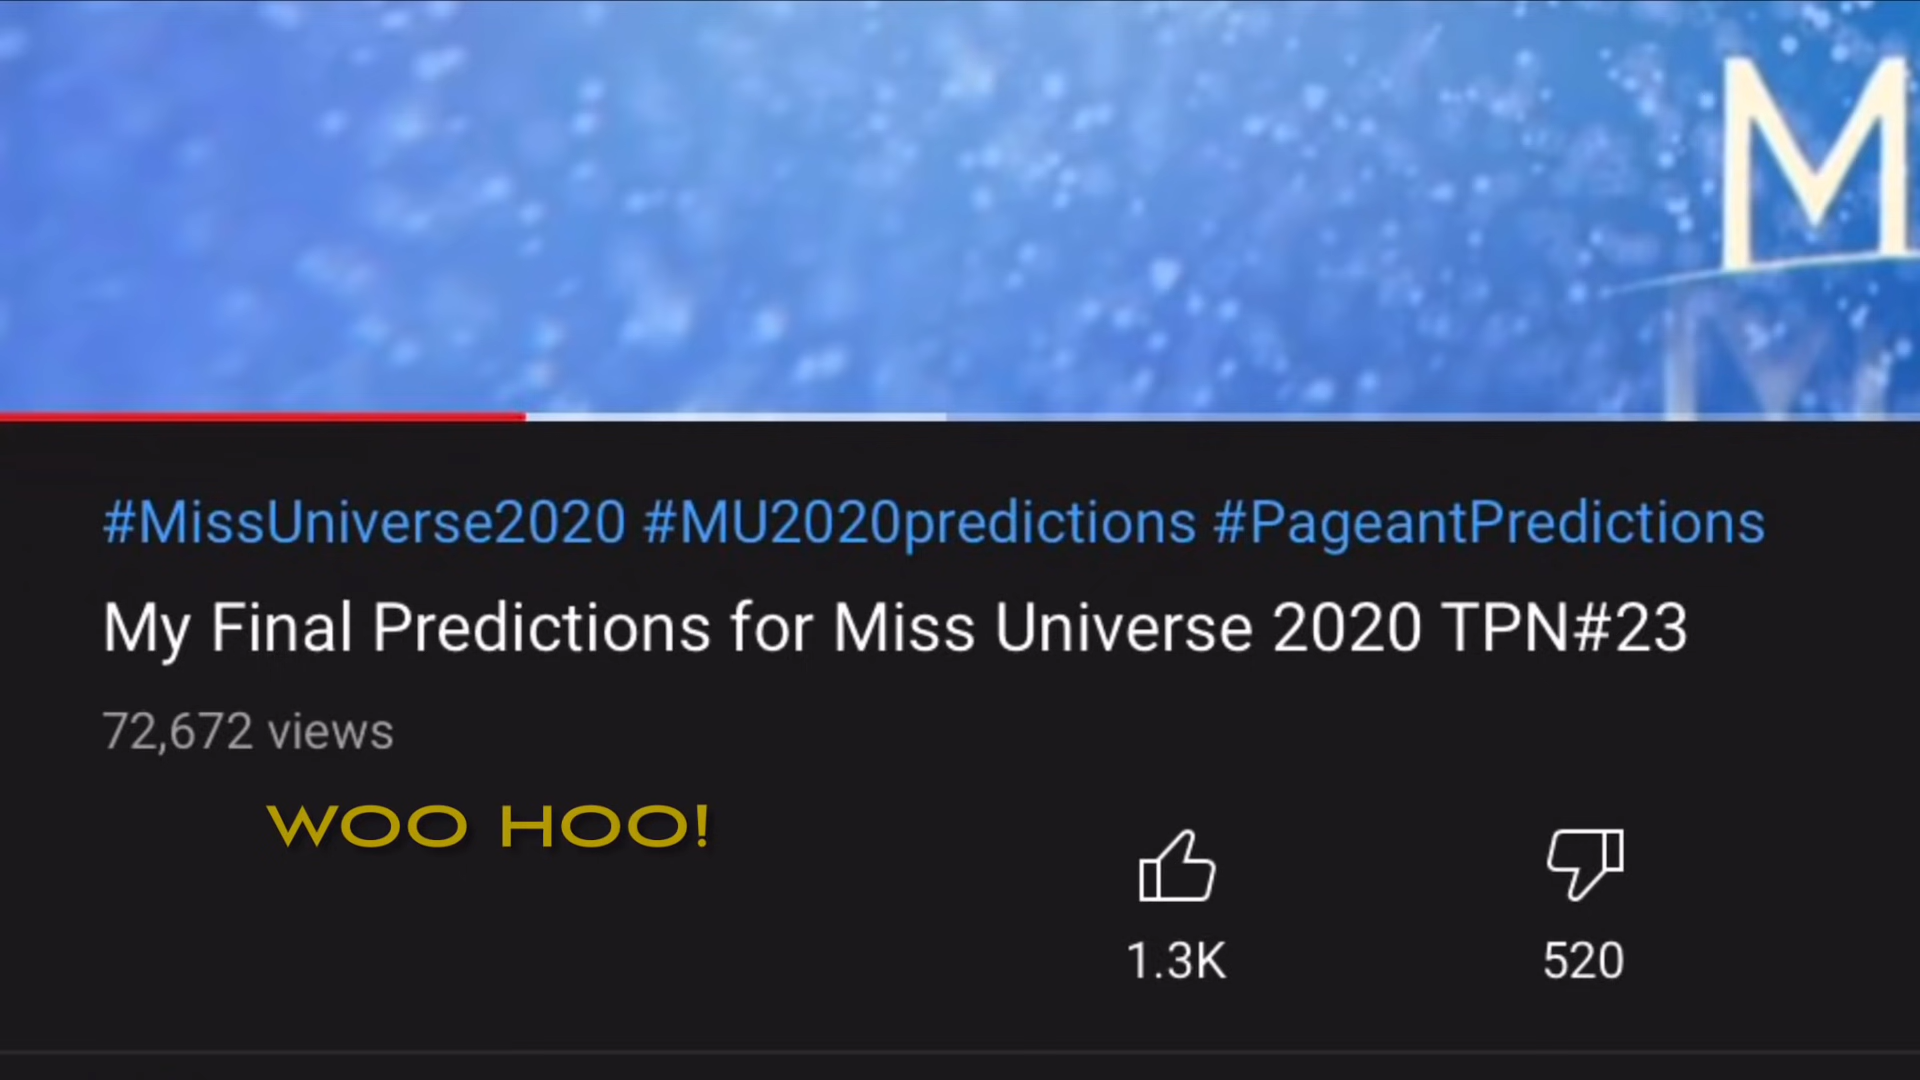 M
#MissUniverse2020 #MU2020predictions #PageantPredictions
My Final Predictions for Miss Universe 2020 TPN#23
72,672 views
WOO HOO!
1.3K 520